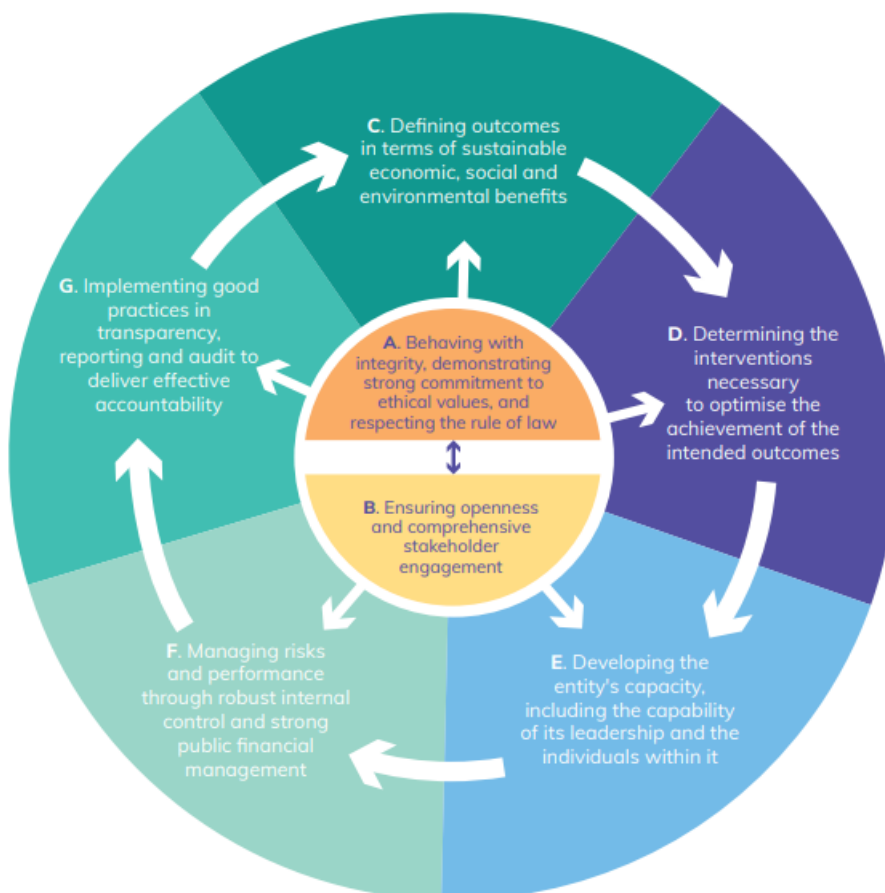 C. Defining outcomes
in terms of sustainable
economic, social and
environmental benefits
G. Implementing good
practices in
transparency,
reporting and audit to
deliver effective
accountability
A. Behaving with
integrity, demonstrating
strong commitment to
ethical values, and
respecting the rule of law
D. Determining the
interventions
necessary
to optimise the
achievement of the
intended outcomes
B. Ensuring openness
and comprehensive
stakeholder
engagement
F. Managing risks
and performance
through robust internal
control and strong
public financial
management
E. Developing the
entity's capacity,
including the capability
of its leadership and the
individuals within it